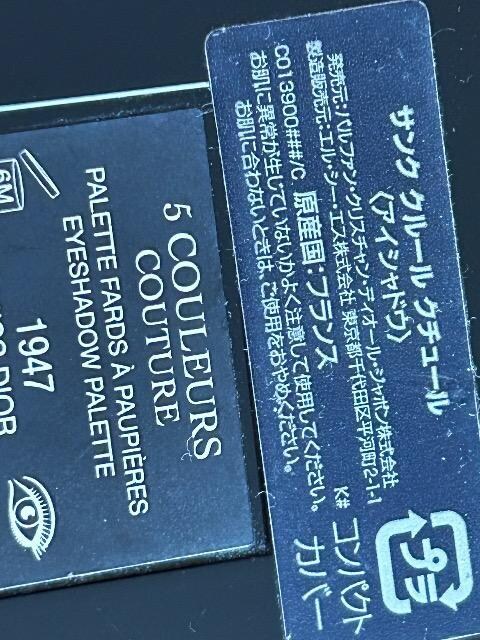 5 COULEURS
COUTURE
PALETTE FARDS À PAUPIÈRES
EYESHADOW PALETTE
1947
DIOR
6M
サンク クルール クチュール
〈アイシャドウ〉
発売元:パルファン・クリスチャン・ディオール・ジャポン株式会社
製造販売元:エル・シー・エス株式会社 東京都千代田区平河町2-1-1
C013900###/C 原産国:フランス K#
お肌に異常が生じていないかよく注意して使用してください。
お肌に合わないときは、ご使用をおやめください。
プラ
コンパクト
カバー